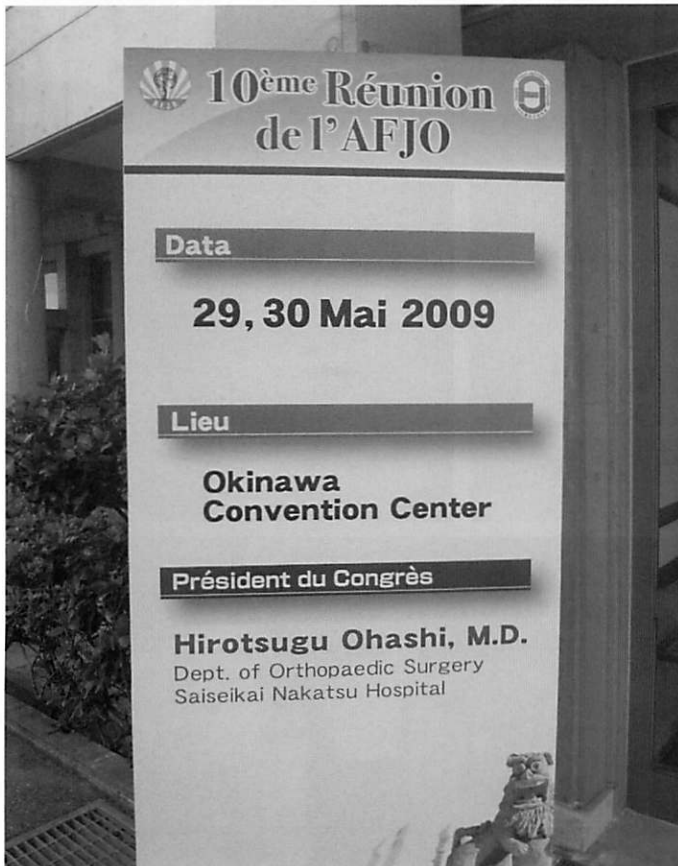 10ème Réunion
de l'AFJO
Data
29, 30 Mai 2009
Lieu
Okinawa
Convention Center
Président du Congrès
Hirotsugu Ohashi, M.D.
Dept. of Orthopaedic Surgery
Saiseikai Nakatsu Hospital